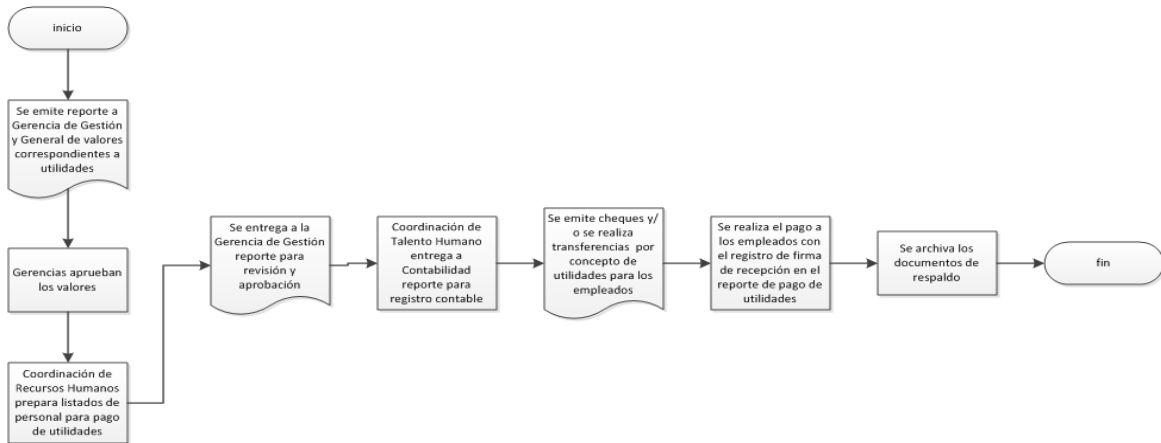 inicio
Se emite reporte a
Gerencia de Gestión
y General de valores
correspondientes a
utilidades
Gerencias aprueban
los valores
Coordinación de
Recursos Humanos
prepara listados de
personal para pago de
utilidades
Se entrega a la
Gerencia de Gestión
reporte para
revisión y
aprobación
Coordinación de
Talento Humano
entrega a
Contabilidad
reporte para
registro contable
Se emite cheques y/
o se realiza
transferencias por
concepto de
utilidades para los
empleados
Se realiza el pago a
los empleados con
el registro de firma
de recepción en el
reporte de pago de
utilidades
Se archiva los
documentos de
respaldo
fin